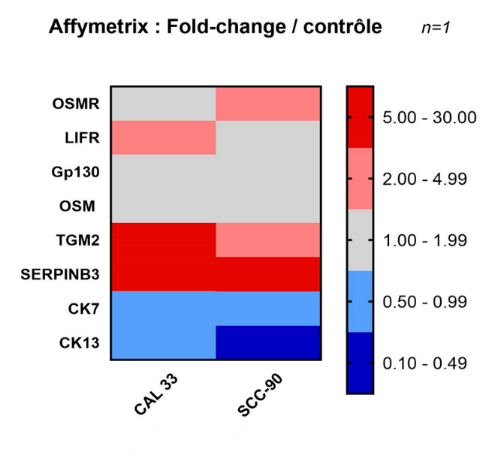 Affymetrix : Fold-change / contrôle n=1
OSMR
LIFR
Gp130
OSM
TGM2
SERPINB3
CK7
CK13
CAL 33
SCC-90
5.00 - 30.00
2.00 - 4.99
1.00 - 1.99
0.50 - 0.99
0.10 - 0.49